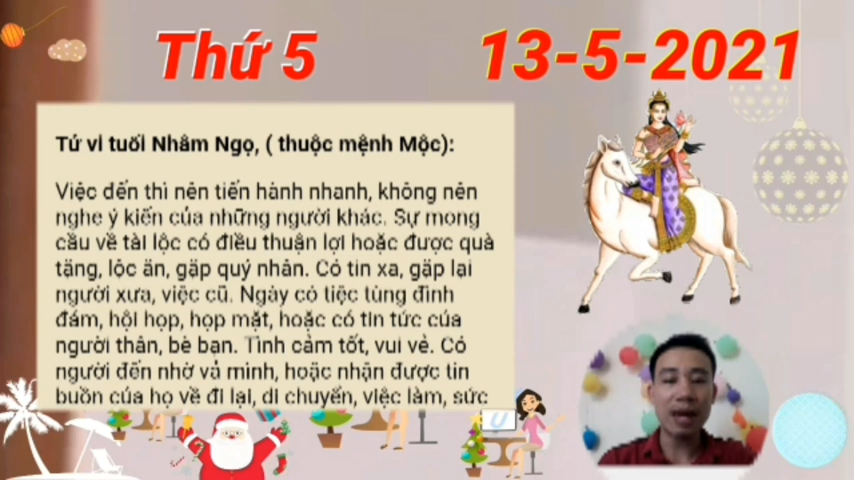 Thứ 5
13-5-2021
Tử vi tuổi Nhâm Ngọ, ( thuộc mệnh Mộc):
Việc đến thì nên tiến hành nhanh, không nên
nghe ý kiến của những người khác. Sự mong
cầu về tài lộc có điều thuận lợi hoặc được quà
tặng, lộc ăn, gặp quý nhân. Có tin xa, gặp lại
người xưa, việc cũ. Ngày có tiệc tùng đình
đám, hội họp, họp mặt, hoặc có tin tức của
người thân, bè bạn. Tình cảm tốt, vui vẻ. Có
người đến nhờ vả mình, hoặc nhận được tin
buồn của họ về đi lại, di chuyển, việc làm, sức